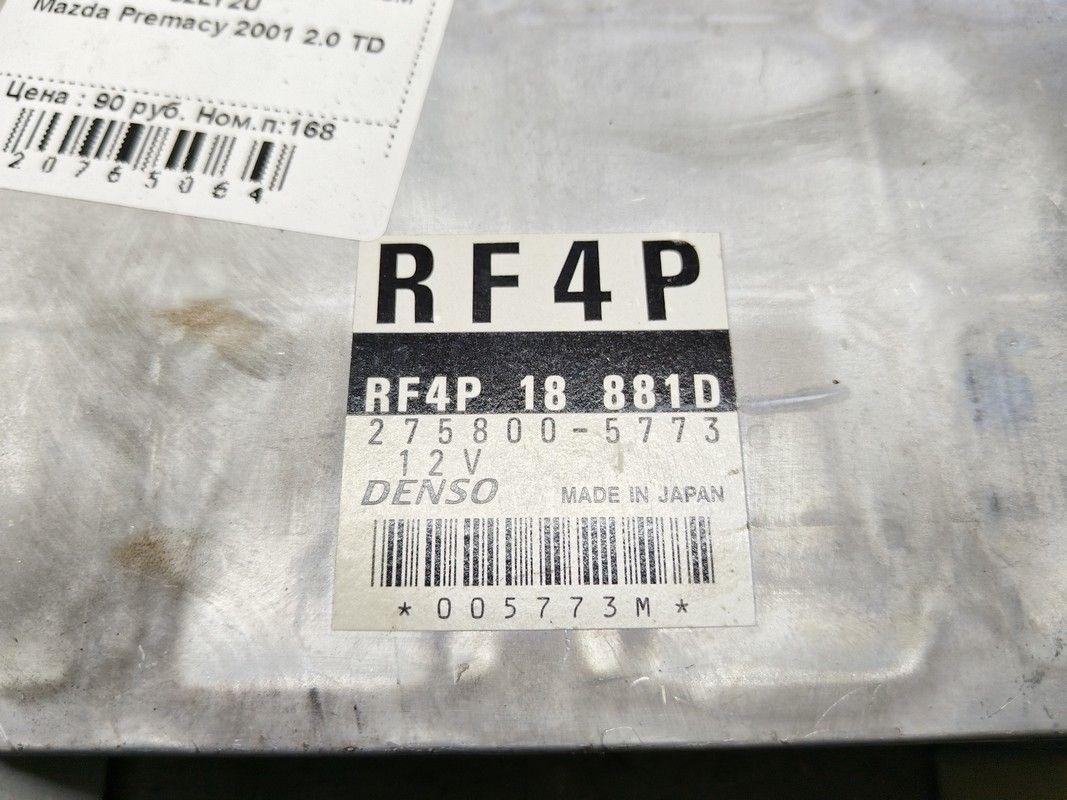 Mazda Premacy 2001 2.0 TD
Цена : 90 руб. Ном.п:168
20765064
RF4P
RF4P 18 881D
275800-5773
12V
DENSO MADE IN JAPAN
*005773M*